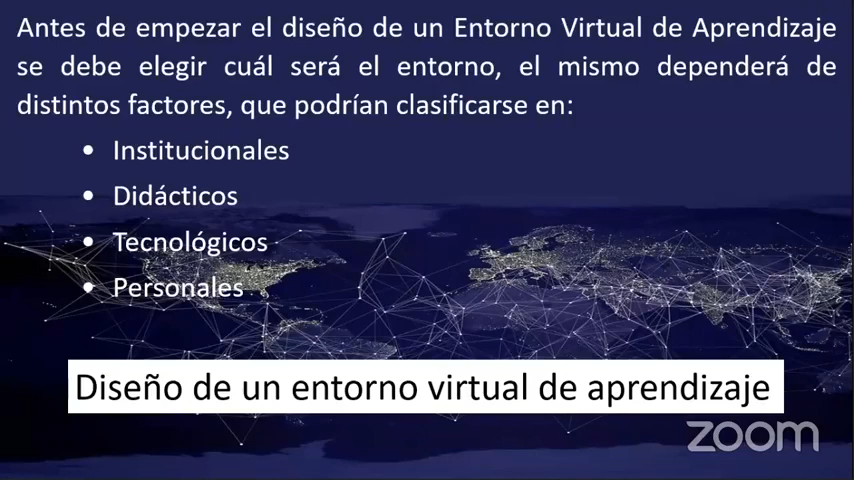 Antes de empezar el diseño de un Entorno Virtual de Aprendizaje
se debe elegir cuál será el entorno, el mismo dependerá de
distintos factores, que podrían clasificarse en:
• Institucionales
• Didácticos
• Tecnológicos
• Personales
Diseño de un entorno virtual de aprendizaje
zoom